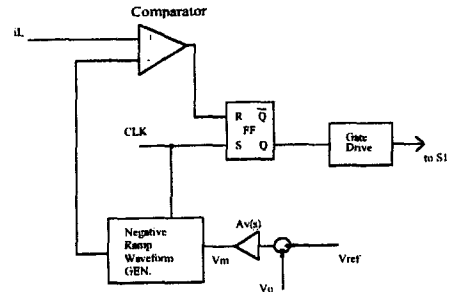 Comparator
iL
+
-
R Q
FF
S Q
CLK
Gate
Drive
to S1
Negative
Ramp
Waveform
GEN.
Av(s)
Vm
Vref
Vo